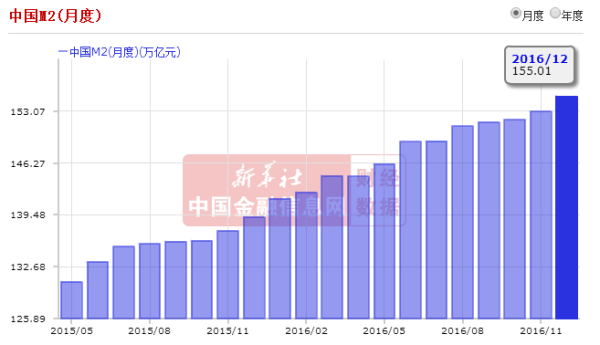 中国M2(月度)
月度 年度
一中国M2(月度)(万亿元)
2016/12
155.01
153.07
146.27
139.48
132.68
125.89
新华社
中国金融信息网
财经
数据
2015/05 2015/08 2015/11 2016/02 2016/05 2016/08 2016/11